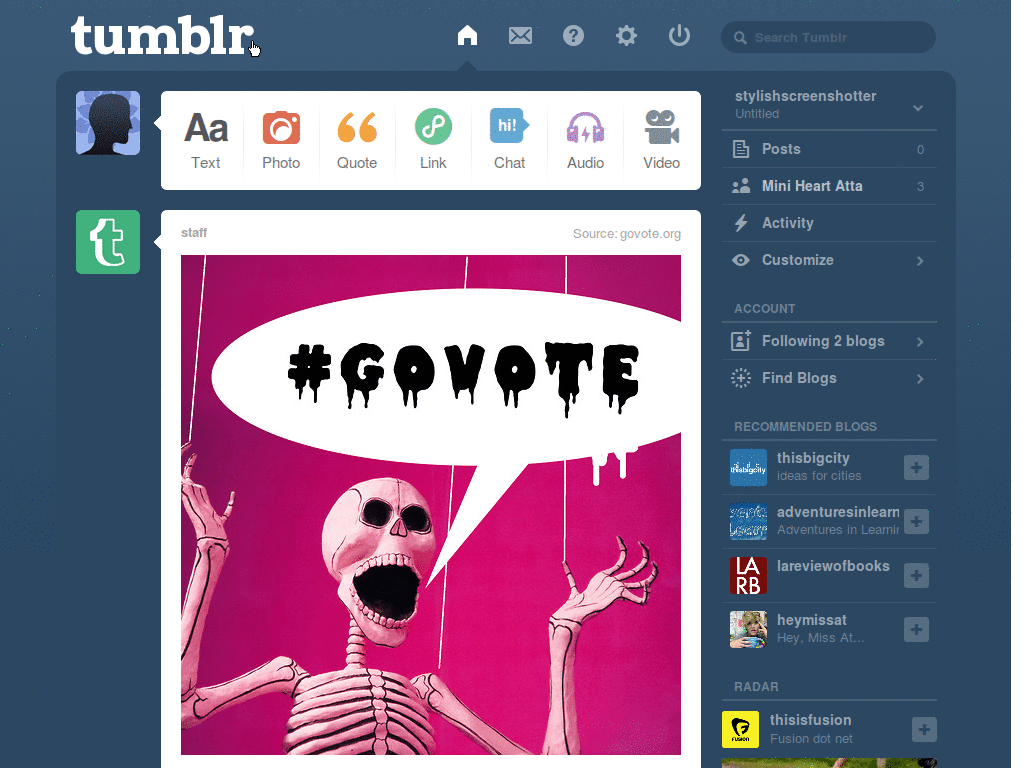 tumblr
Search Tumblr
Aa
hi!
Text
Photo
Quote
Link
Chat
Audio
Video
staff
Source: govote.org
#GOVOTE
stylishscreenshotter
Untitled
Posts 0
Mini Heart Atta 3
Activity
Customize
ACCOUNT
Following 2 blogs
Find Blogs
RECOMMENDED BLOGS
thisbigcity
thisbigcity
ideas for cities
adventuresinlearn
Adventures in Learnin
LA
RB
lareviewofbooks
heymissat
Hey, Miss At...
RADAR
FUSION
thisisfusion
Fusion dot net